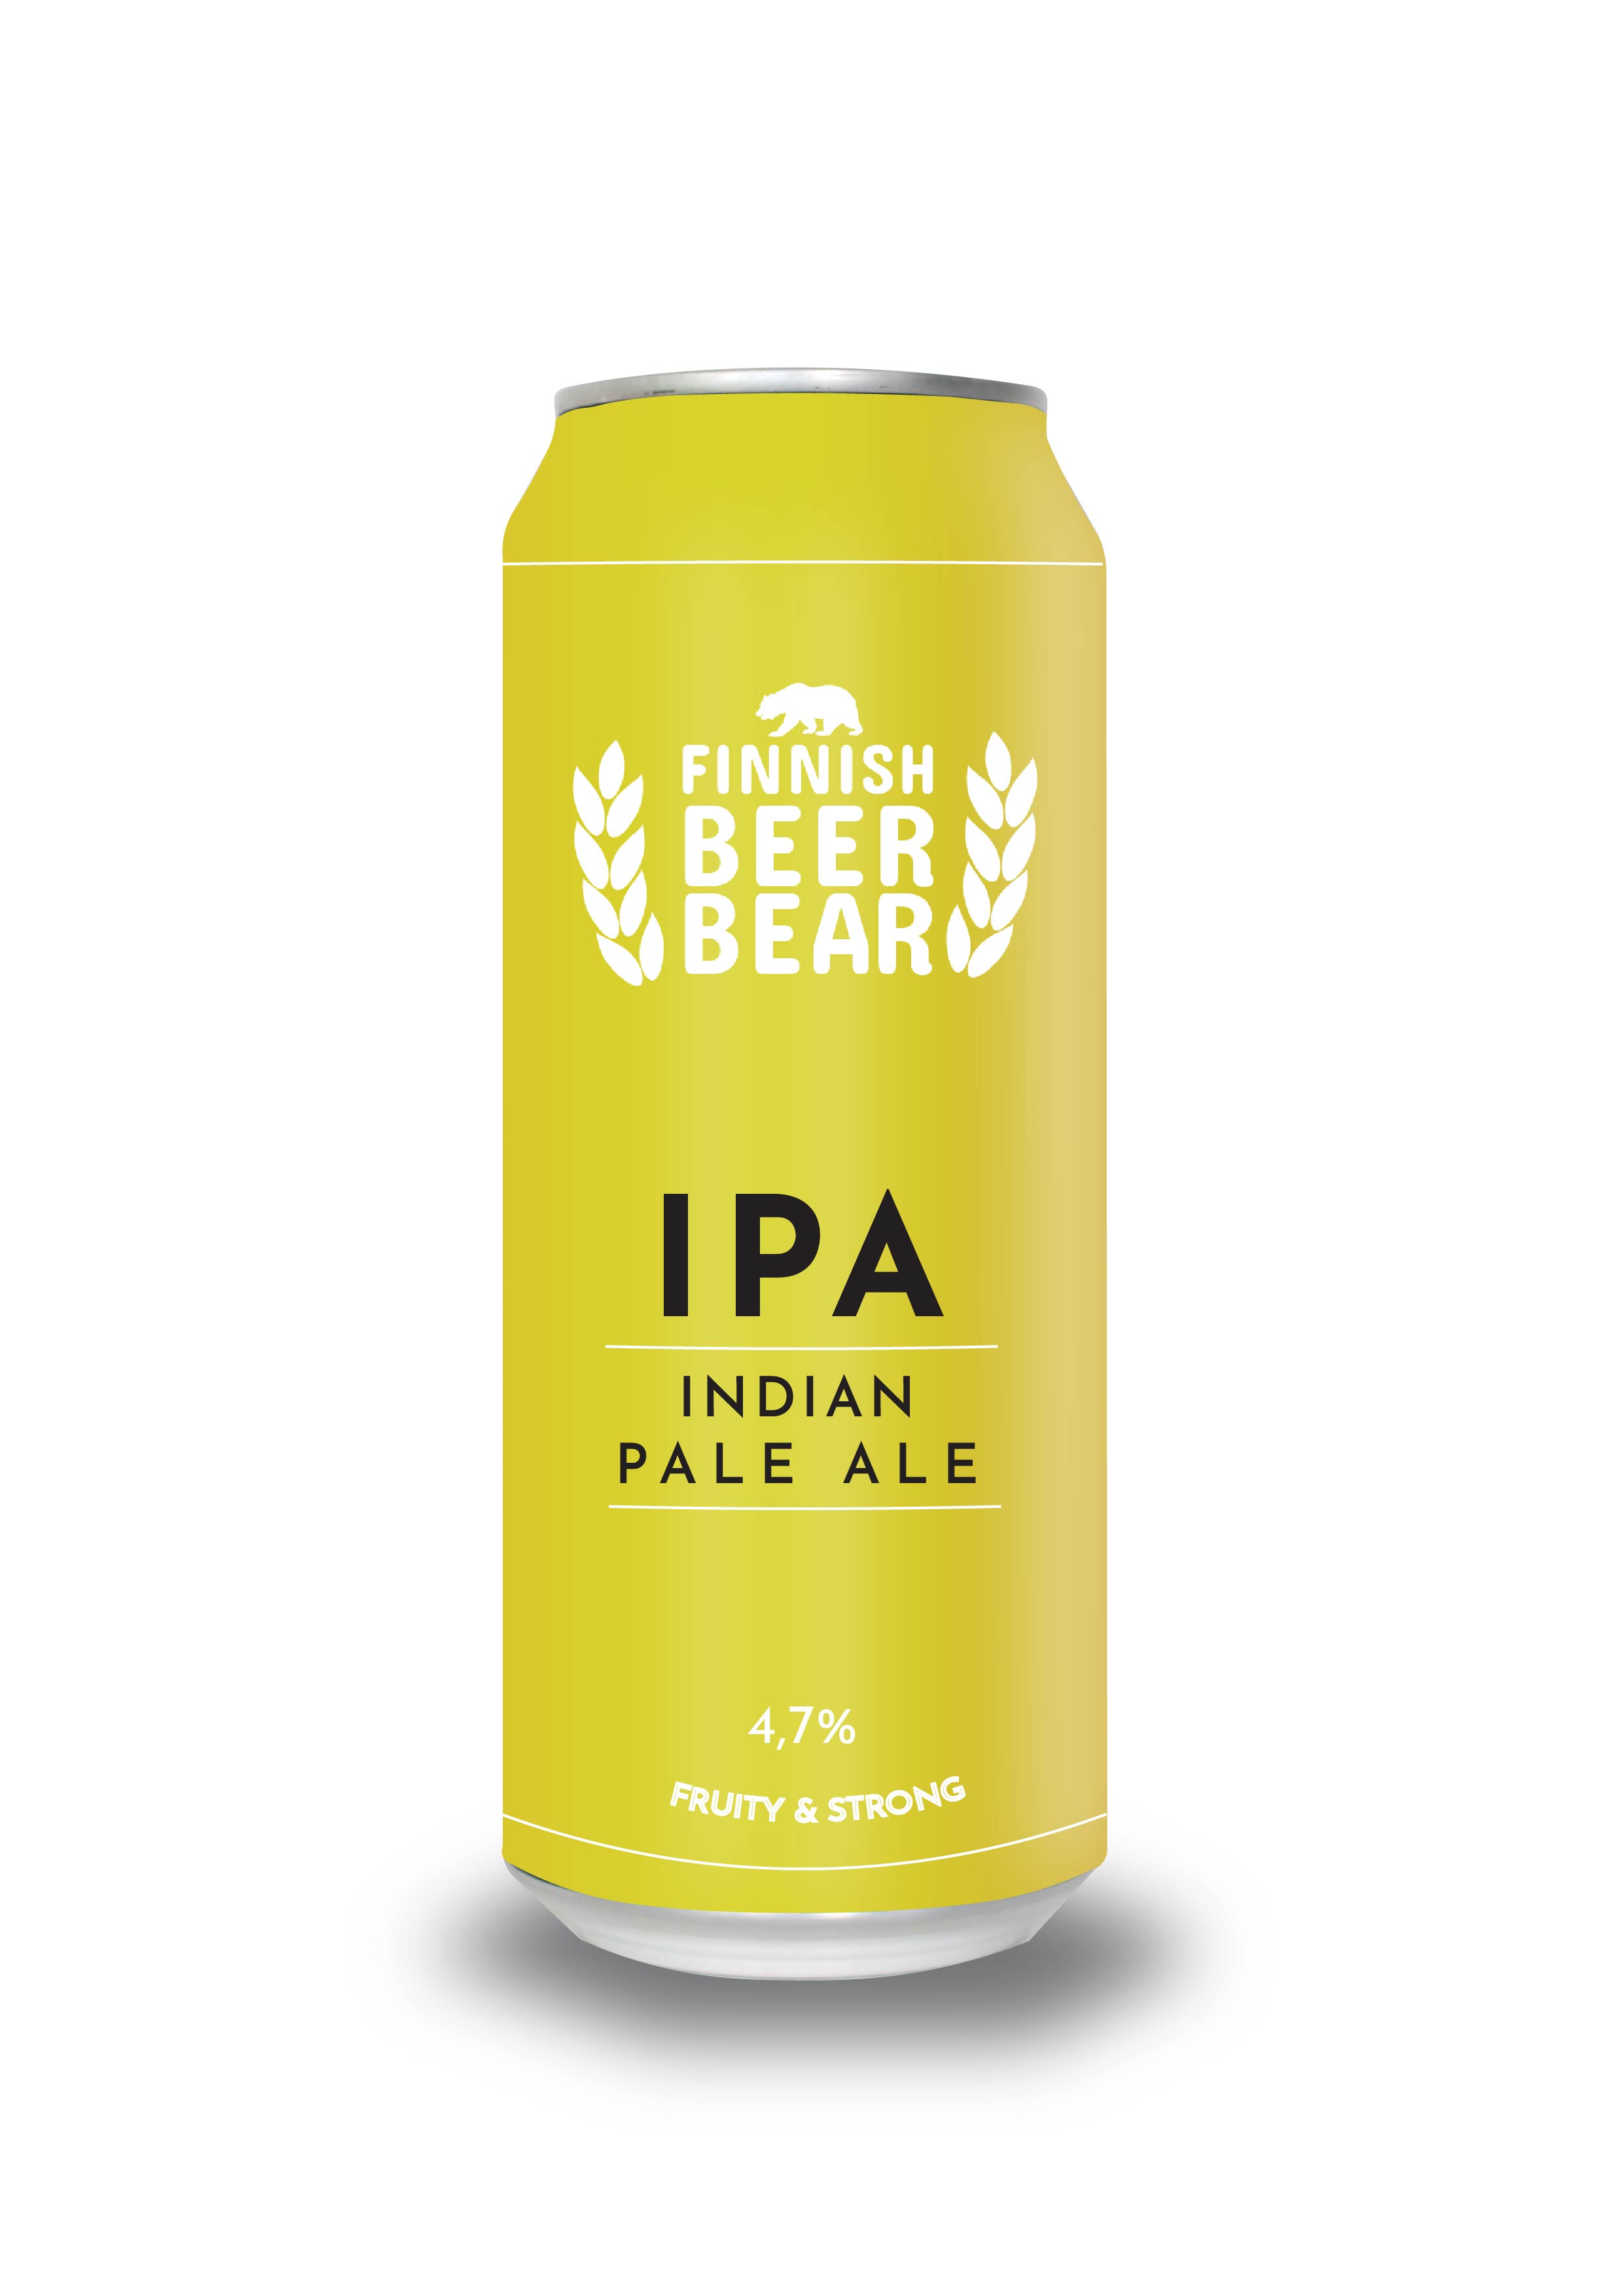 FINNISH
BEER
BEAR
IPA
INDIAN
PALE ALE
4,7%
FRUITY & STRONG